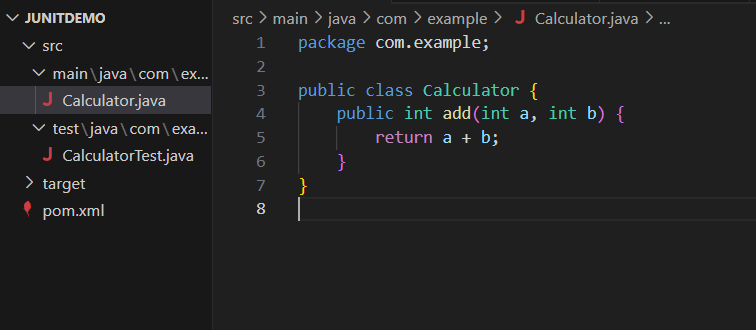 JUNITDEMO
src
main\java\com\ex...
Calculator.java
test\java\com\exa...
CalculatorTest.java
target
pom.xml
src > main > java > com > example > Calculator.java > ...
1 package com.example;
2
3 public class Calculator {
4     public int add(int a, int b) {
5         return a + b;
6     }
7 }
8